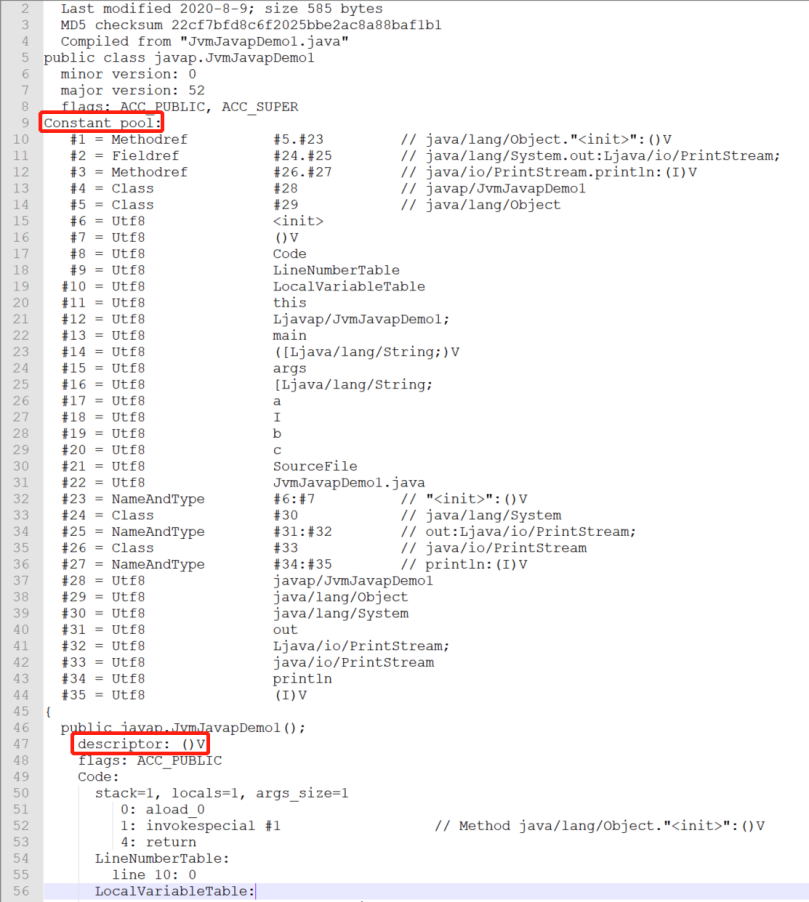 2 Last modified 2020-8-9; size 585 bytes
3 MD5 checksum 22cf7bfd8c6f2025bbe2ac8a88baf1b1
4 Compiled from "JvmJavapDemo1.java"
5 public class javap.JvmJavapDemo1
6 minor version: 0
7 major version: 52
8 flags: ACC_PUBLIC, ACC_SUPER
9 Constant pool:
10 #1 = Methodref #5.#23 // java/lang/Object."<init>":()V
11 #2 = Fieldref #24.#25 // java/lang/System.out:Ljava/io/PrintStream;
12 #3 = Methodref #26.#27 // java/io/PrintStream.println:(I)V
13 #4 = Class #28 // javap/JvmJavapDemo1
14 #5 = Class #29 // java/lang/Object
15 #6 = Utf8 <init>
16 #7 = Utf8 ()V
17 #8 = Utf8 Code
18 #9 = Utf8 LineNumberTable
19 #10 = Utf8 LocalVariableTable
20 #11 = Utf8 this
21 #12 = Utf8 Ljavap/JvmJavapDemo1;
22 #13 = Utf8 main
23 #14 = Utf8 ([Ljava/lang/String;)V
24 #15 = Utf8 args
25 #16 = Utf8 [Ljava/lang/String;
26 #17 = Utf8 a
27 #18 = Utf8 I
28 #19 = Utf8 b
29 #20 = Utf8 c
30 #21 = Utf8 SourceFile
31 #22 = Utf8 JvmJavapDemo1.java
32 #23 = NameAndType #6:#7 // "<init>":()V
33 #24 = Class #30 // java/lang/System
34 #25 = NameAndType #31:#32 // out:Ljava/io/PrintStream;
35 #26 = Class #33 // java/io/PrintStream
36 #27 = NameAndType #34:#35 // println:(I)V
37 #28 = Utf8 javap/JvmJavapDemo1
38 #29 = Utf8 java/lang/Object
39 #30 = Utf8 java/lang/System
40 #31 = Utf8 out
41 #32 = Utf8 Ljava/io/PrintStream;
42 #33 = Utf8 java/io/PrintStream
43 #34 = Utf8 println
44 #35 = Utf8 (I)V
45 {
46 public javap.JvmJavapDemo1();
47 descriptor: ()V
48 flags: ACC_PUBLIC
49 Code:
50 stack=1, locals=1, args_size=1
51 0: aload_0
52 1: invokespecial #1 // Method java/lang/Object."<init>":()V
53 4: return
54 LineNumberTable:
55 line 10: 0
56 LocalVariableTable: